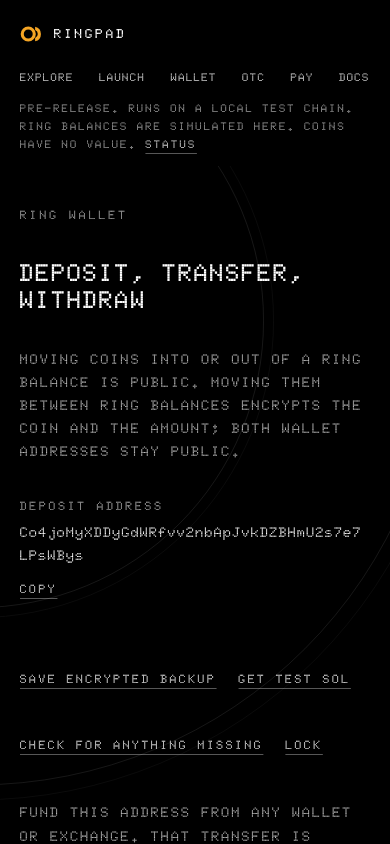 RINGPAD
EXPLORE LAUNCH WALLET OTC PAY DOCS
PRE-RELEASE. RUNS ON A LOCAL TEST CHAIN.
RING BALANCES ARE SIMULATED HERE. COINS
HAVE NO VALUE. STATUS
RING WALLET
DEPOSIT, TRANSFER,
WITHDRAW
MOVING COINS INTO OR OUT OF A RING
BALANCE IS PUBLIC. MOVING THEM
BETWEEN RING BALANCES ENCRYPTS THE
COIN AND THE AMOUNT; BOTH WALLET
ADDRESSES STAY PUBLIC.
DEPOSIT ADDRESS
Co4joMyXDDyGdWRfvv2nbApJvkDZBHmU2s7e7
LPsWBys
COPY
SAVE ENCRYPTED BACKUP GET TEST SOL
CHECK FOR ANYTHING MISSING LOCK
FUND THIS ADDRESS FROM ANY WALLET
OR EXCHANGE. THAT TRANSFER IS